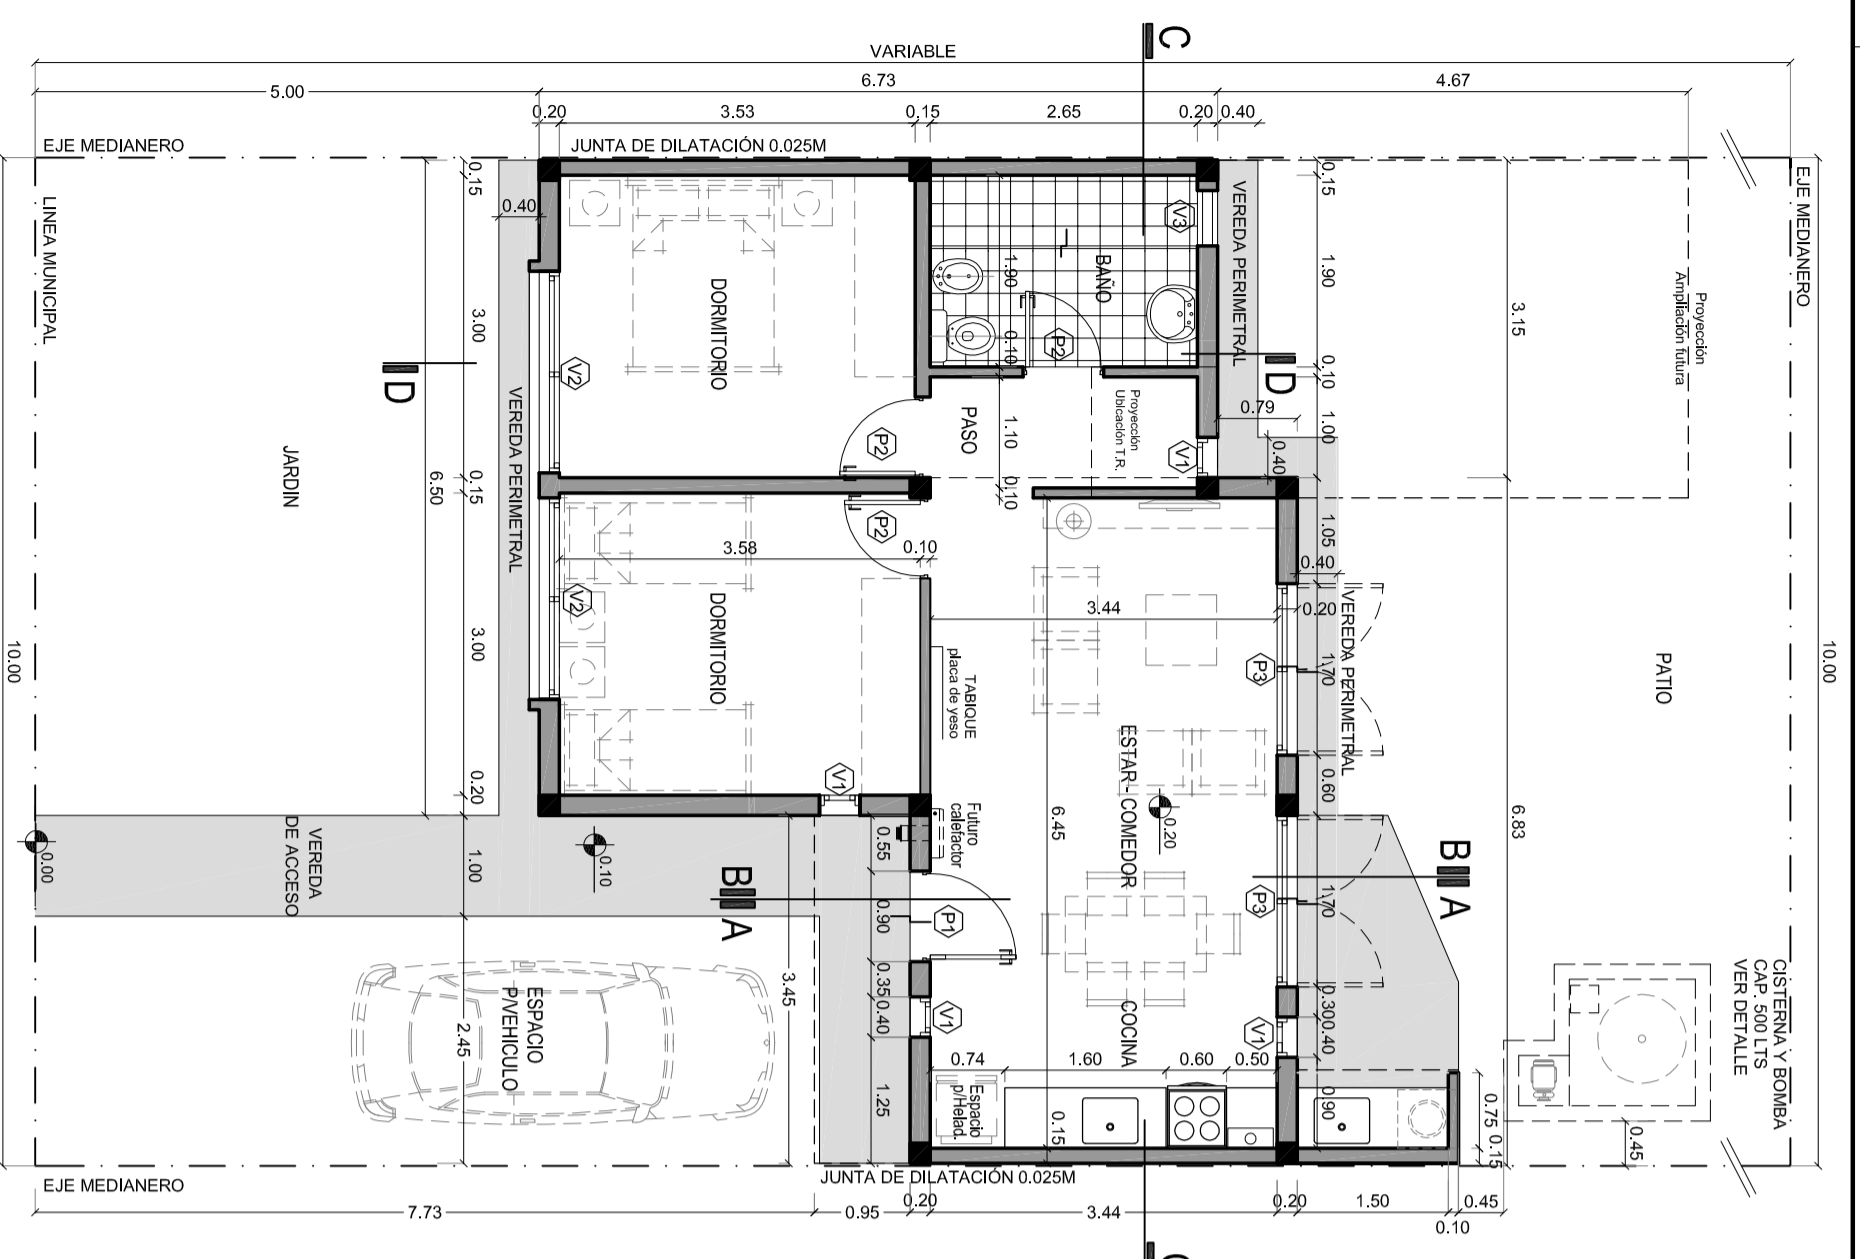 C
VARIABLE
5.00
6.73
4.67
0.20
3.53
0.15
2.65
0.20
0.40
EJE MEDIANERO
JUNTA DE DILATACIÓN 0.025M
EJE MEDIANERO
LINEA MUNICIPAL
10.00
10.00
0.15
0.40
3.00
6.50
0.15
3.00
0.20
1.00
2.45
VEREDA PERIMETRAL
JARDIN
D
DORMITORIO
V2
P2
BAÑO
V3
1.90
0.10
P2
PASO
1.10
0.10
Proyección
Ubicación T.R.
V1
VEREDA PERIMETRAL
D
0.15
1.90
0.10
1.00
0.79
0.40
3.15
Proyección
Ampliación futura
DORMITORIO
V2
P2
3.58
0.10
V1
TABIQUE
placa de yeso
3.44
0.20
1.05
0.40
VEREDA PERIMETRAL
P3
1.70
0.60
6.83
PATIO
ESTAR-COMEDOR
6.45
0.20
Futuro
calefactor
0.55
0.90
0.35
0.40
1.25
P1
V1
B
A
B
A
P3
1.70
0.30
0.40
0.90
V1
COCINA
0.74
1.60
0.60
0.50
Espacio
p/Helad.
0.15
0.75
0.15
0.45
CISTERNA Y BOMBA
CAP. 500 LTS
VER DETALLE
0.00
VEREDA
DE ACCESO
0.10
3.45
ESPACIO
P/VEHICULO
EJE MEDIANERO
JUNTA DE DILATACIÓN 0.025M
7.73
0.95
0.20
3.44
0.20
1.50
0.45
0.10